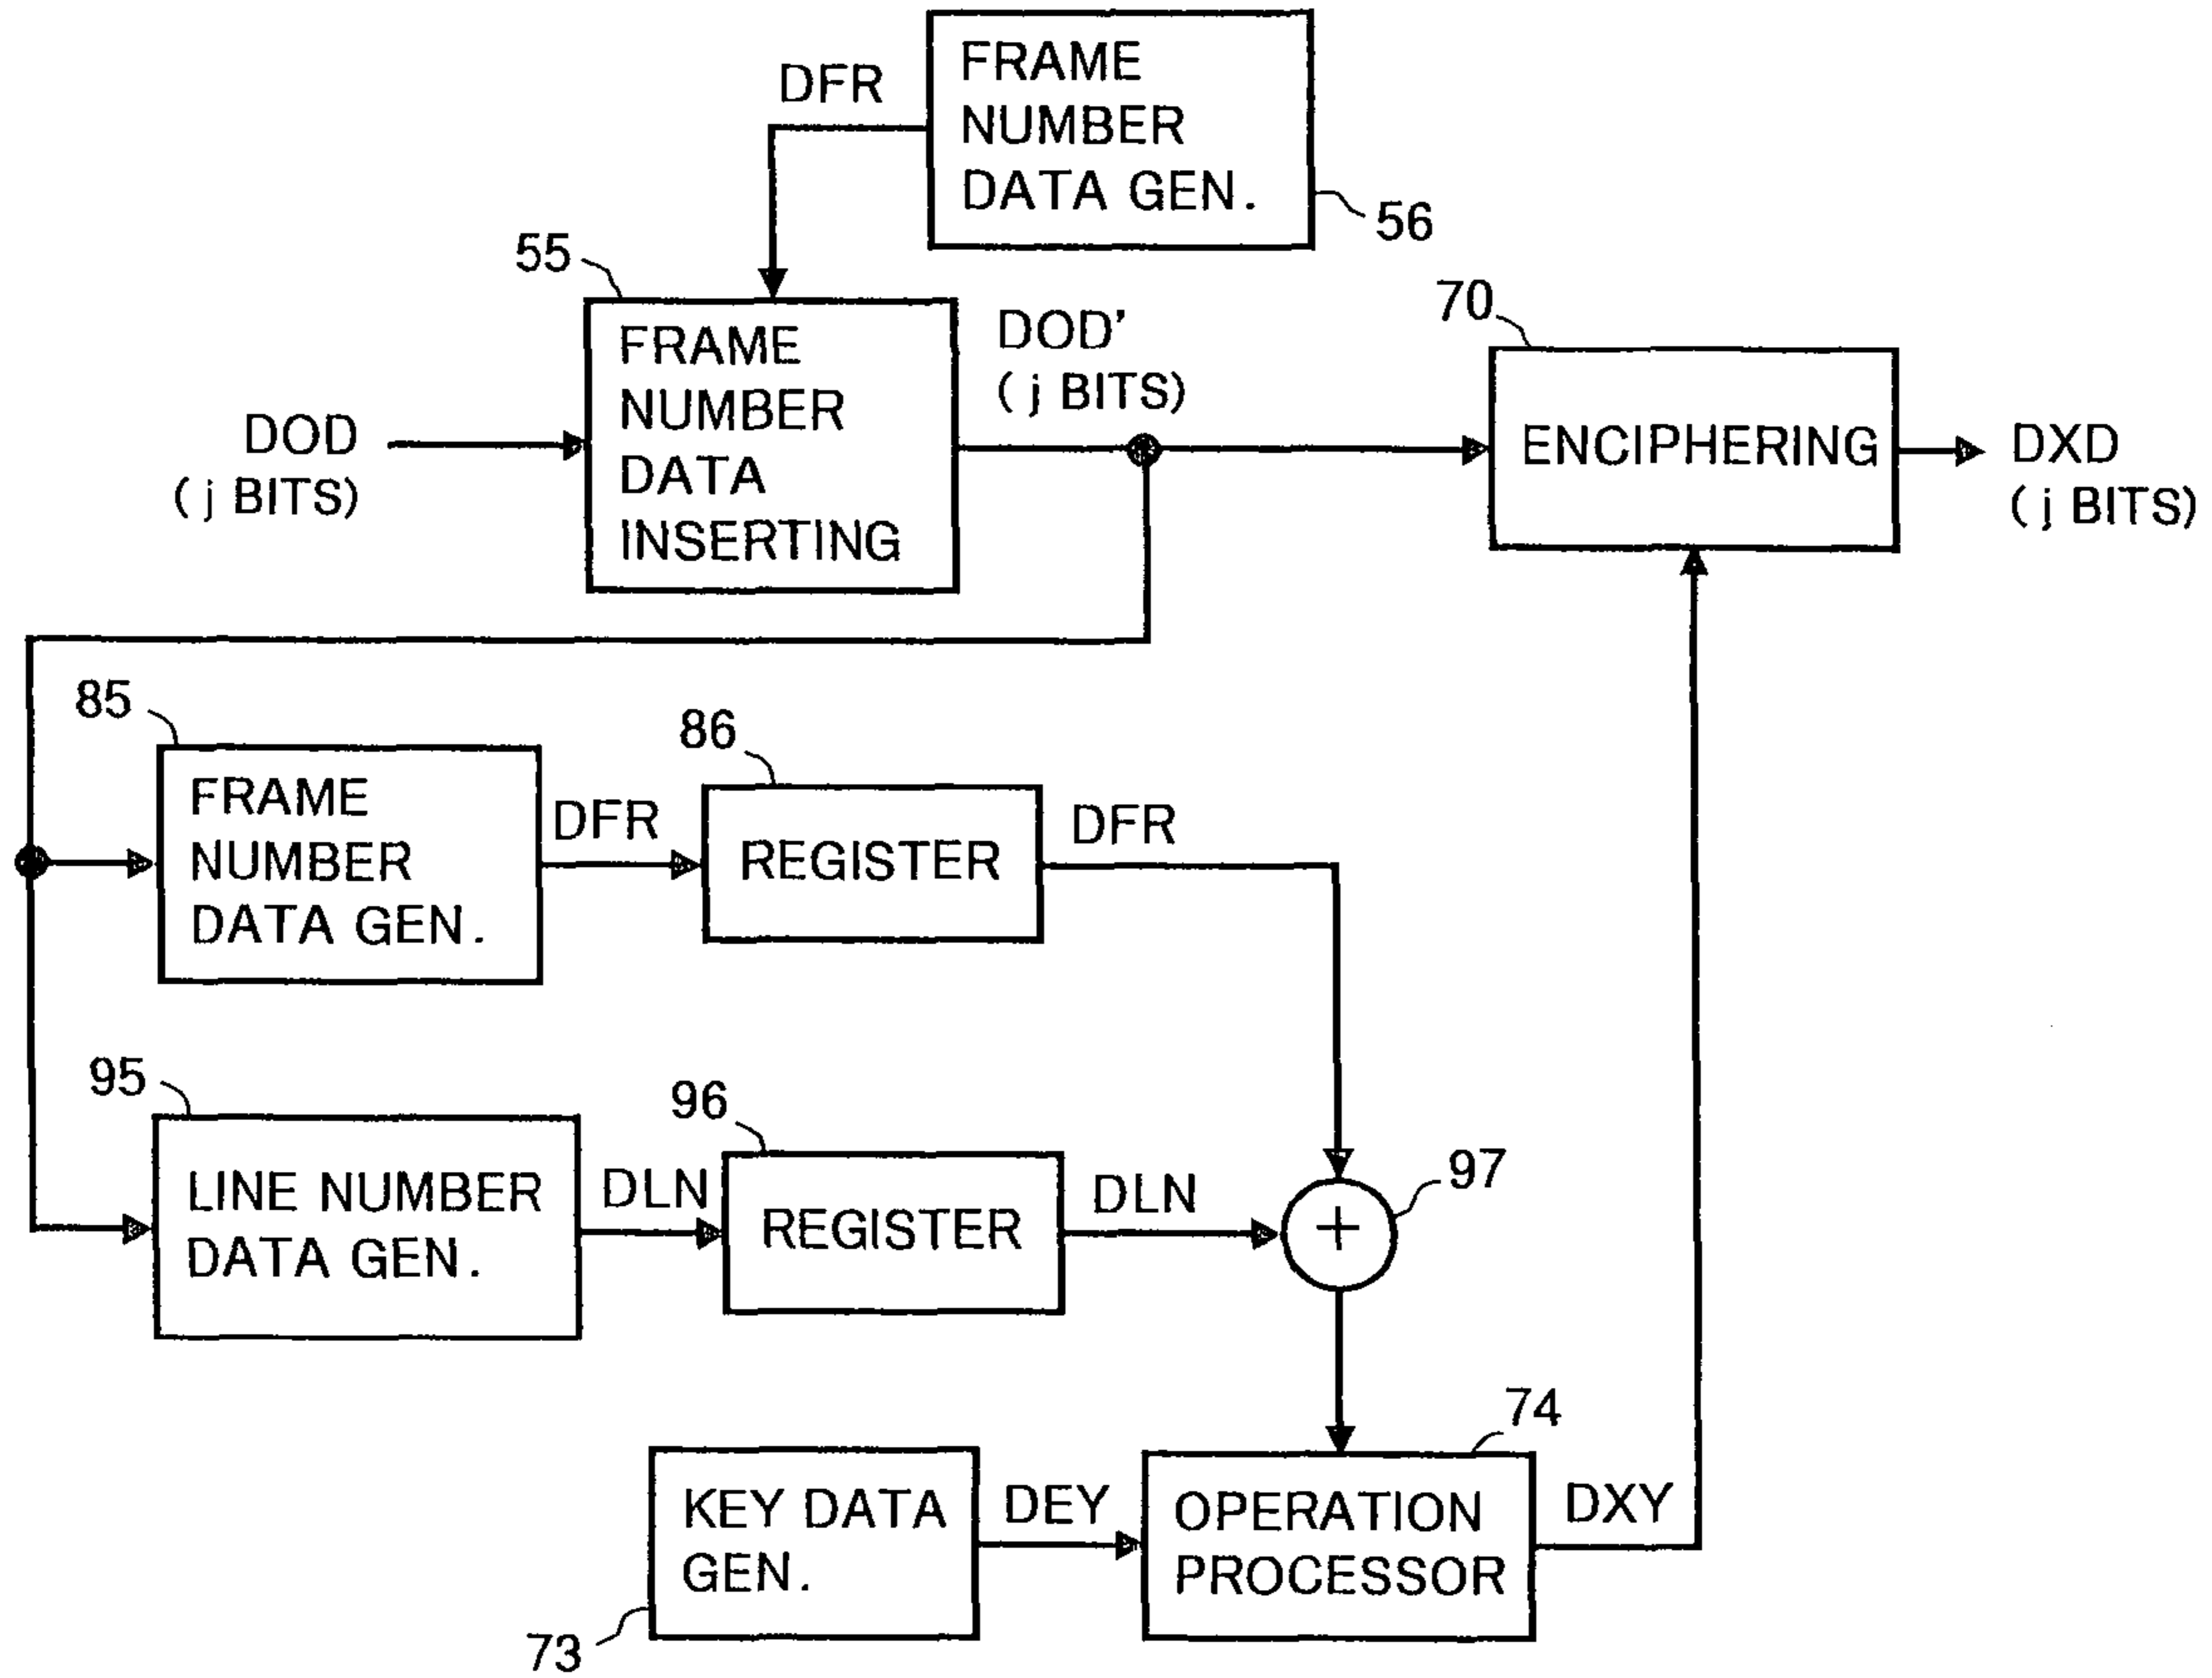 FRAME
NUMBER
DATA GEN.
DFR
56
55
FRAME
NUMBER
DATA
INSERTING
DOD'
( j BITS)
70
ENCIPHERING
DOD
( j BITS)
DXD
( j BITS)
85
FRAME
NUMBER
DATA GEN.
DFR
86
REGISTER
DFR
95
LINE NUMBER
DATA GEN.
DLN
96
REGISTER
DLN
+
97
KEY DATA
GEN.
73
DEY
74
OPERATION
PROCESSOR
DXY